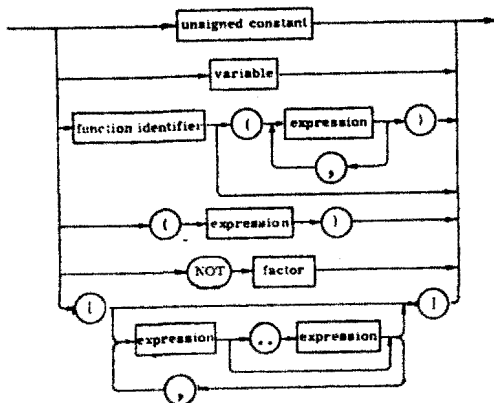 unsigned constant
variable
function identifier ( expression )
,
( expression )
NOT factor
[ ]
expression .. expression
,